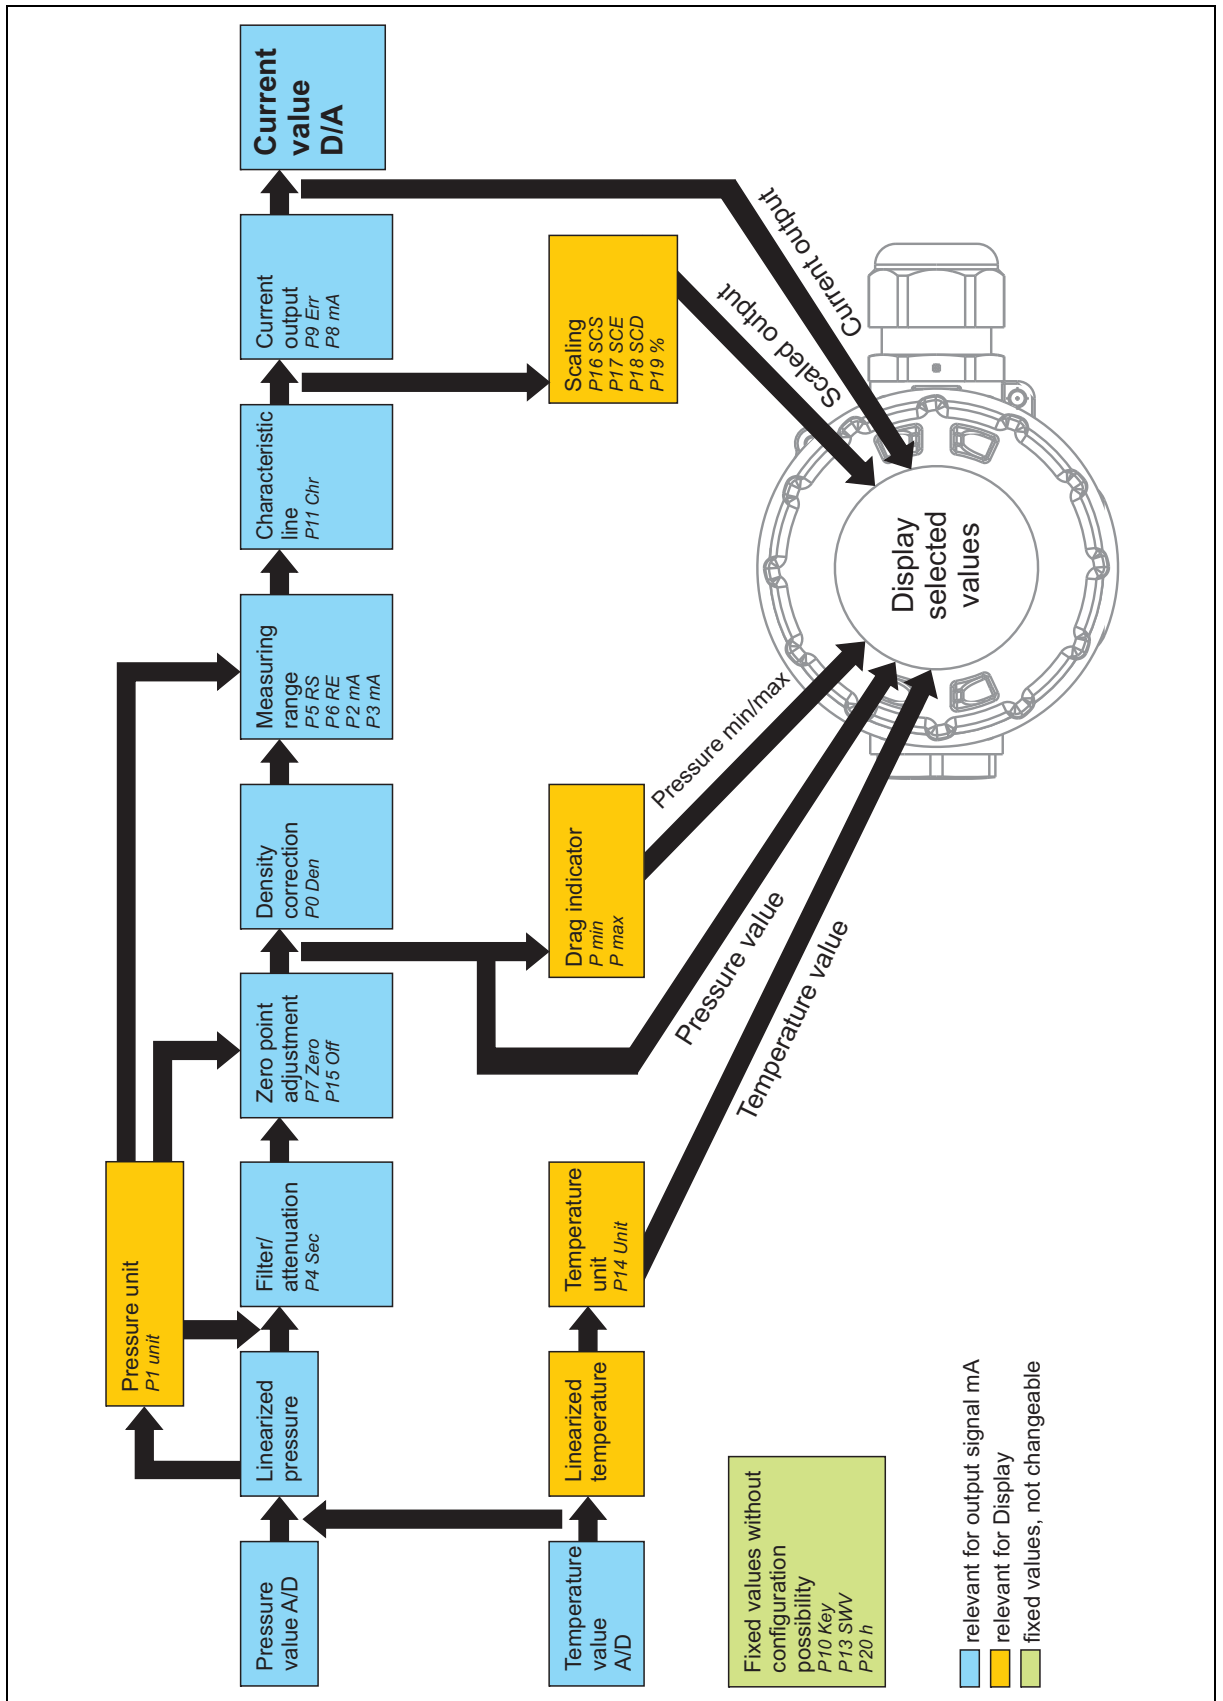 Pressure unit
P1 unit
Pressure
value A/D
Linearized
pressure
Filter/
attenuation
P4 Sec
Zero point
adjustment
P7 Zero
P15 Off
Density
correction
P0 Den
Measuring
range
P5 RS
P6 RE
P2 mA
P3 mA
Characteristic
line
P11 Chr
Current
output
P9 Err
P8 mA
Current
value
D/A
Temperature
value
A/D
Linearized
temperature
Temperature
unit
P14 Unit
Drag indicator
P min
P max
Scaling
P16 SCS
P17 SCE
P18 SCD
P19 %
Temperature value
Pressure value
Pressure min/max
Scaled output
Current output
Display
selected
values
Fixed values without
configuration
possibility
P10 Key
P13 SWV
P20 h
relevant for output signal mA
relevant for Display
fixed values, not changeable